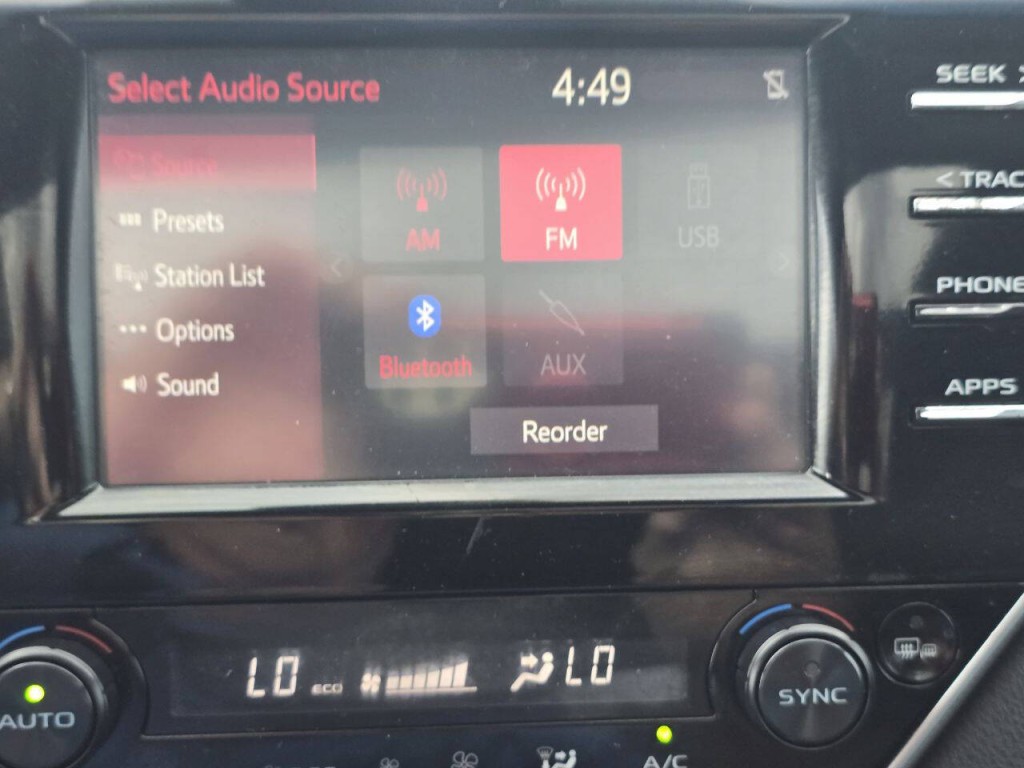 Select Audio Source
4:49
SEEK
Source
AM
FM
USB
< TRAC
Presets
Station List
Options
Sound
Bluetooth
AUX
PHONE
APPS
Reorder
LO
ECO
LO
AUTO
SYNC
A/C